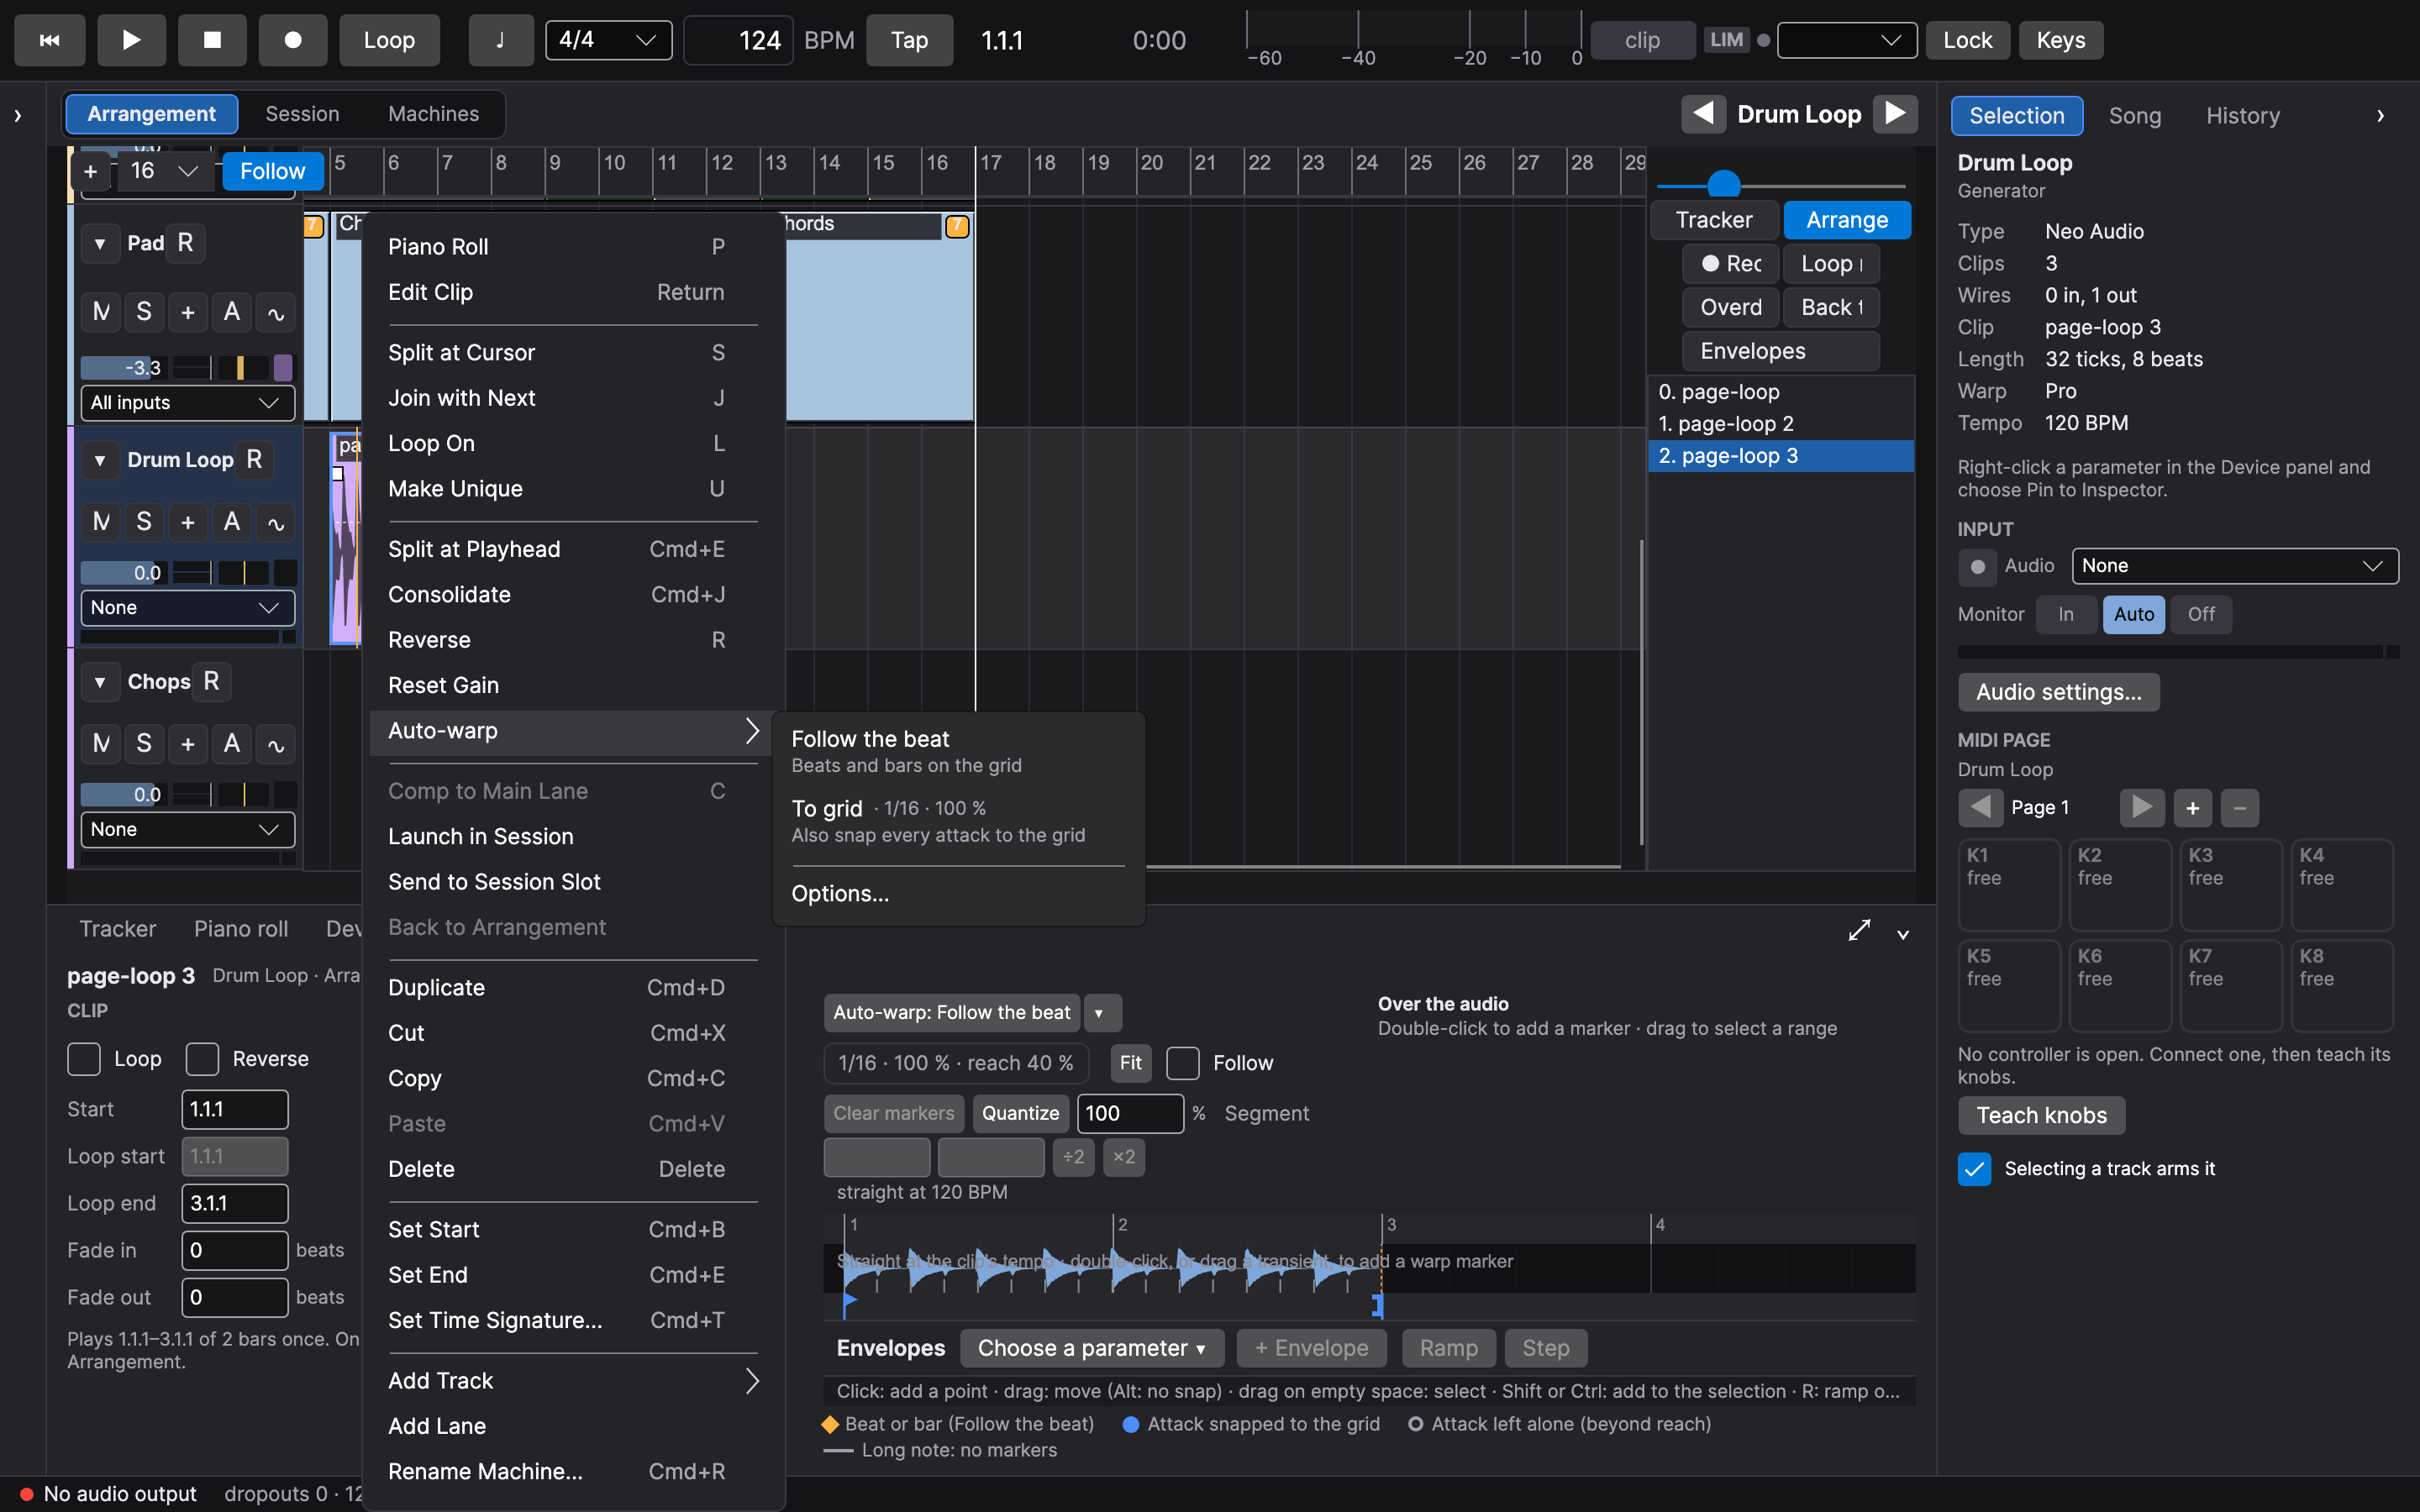 Loop
4/4
124 BPM
Tap
1.1.1
0:00
−60 −40 −20 −10 0
clip
LIM
Lock
Keys
Arrangement Session Machines
Drum Loop
Selection Song History
+ 16 Follow
5 6 7 8 9 10 11 12 13 14 15 16 17 18 19 20 21 22 23 24 25 26 27 28 29
Pad R
M S + A
-3.3
All inputs
7
hords
7
Drum Loop R
M S + A
0.0
None
Chops R
M S + A
0.0
None
Piano Roll P
Edit Clip Return
Split at Cursor S
Join with Next J
Loop On L
Make Unique U
Split at Playhead Cmd+E
Consolidate Cmd+J
Reverse R
Reset Gain
Auto-warp
Comp to Main Lane C
Launch in Session
Send to Session Slot
Back to Arrangement
Duplicate Cmd+D
Cut Cmd+X
Copy Cmd+C
Paste Cmd+V
Delete Delete
Set Start Cmd+B
Set End Cmd+E
Set Time Signature... Cmd+T
Add Track
Add Lane
Rename Machine... Cmd+R
Follow the beat
Beats and bars on the grid
To grid · 1/16 · 100 %
Also snap every attack to the grid
Options...
Tracker Arrange
Rec Loop
Overd Back
Envelopes
0. page-loop
1. page-loop 2
2. page-loop 3
Drum Loop
Generator
Type Neo Audio
Clips 3
Wires 0 in, 1 out
Clip page-loop 3
Length 32 ticks, 8 beats
Warp Pro
Tempo 120 BPM
Right-click a parameter in the Device panel and
choose Pin to Inspector.
INPUT
Audio None
Monitor In Auto Off
Audio settings...
MIDI PAGE
Drum Loop
Page 1 + −
K1 K2 K3 K4
free free free free
K5 K6 K7 K8
free free free free
No controller is open. Connect one, then teach its
knobs.
Teach knobs
Selecting a track arms it
Tracker Piano roll Dev
page-loop 3 Drum Loop · Arra
CLIP
Loop Reverse
Start 1.1.1
Loop start 1.1.1
Loop end 3.1.1
Fade in 0 beats
Fade out 0 beats
Plays 1.1.1–3.1.1 of 2 bars once. On
Arrangement.
Auto-warp: Follow the beat
1/16 · 100 % · reach 40 % Fit Follow
Clear markers Quantize 100 % Segment
÷2 ×2
straight at 120 BPM
Over the audio
Double-click to add a marker · drag to select a range
1 2 3 4
Straight at the clip's tempo · double-click, or drag a transient, to add a warp marker
Envelopes Choose a parameter + Envelope Ramp Step
Click: add a point · drag: move (Alt: no snap) · drag on empty space: select · Shift or Ctrl: add to the selection · R: ramp o...
Beat or bar (Follow the beat) Attack snapped to the grid Attack left alone (beyond reach)
Long note: no markers
No audio output dropouts 0 · 12